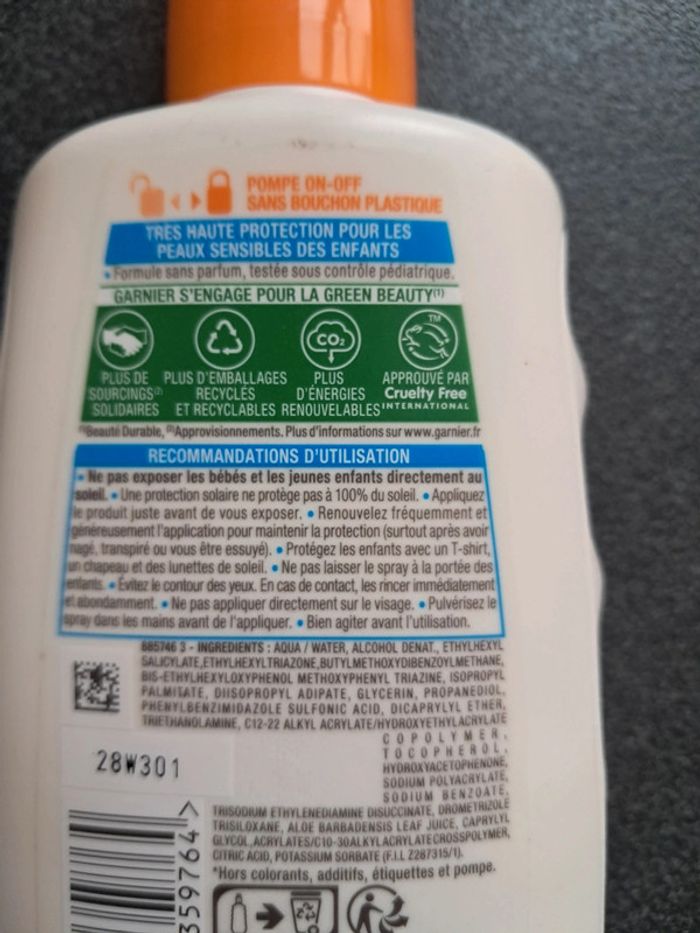 POMPE ON-OFF
SANS BOUCHON PLASTIQUE
TRÈS HAUTE PROTECTION POUR LES
PEAUX SENSIBLES DES ENFANTS
• Formule sans parfum, testée sous contrôle pédiatrique.
GARNIER S'ENGAGE POUR LA GREEN BEAUTY(1)
CO2
TM
PLUS DE SOURCINGS(2) SOLIDAIRES
PLUS D'EMBALLAGES RECYCLÉS ET RECYCLABLES
PLUS D'ÉNERGIES RENOUVELABLES
APPROUVÉ PAR Cruelty Free INTERNATIONAL
(1)Beauté Durable, (2)Approvisionnements. Plus d'informations sur www.garnier.fr
RECOMMANDATIONS D'UTILISATION
• Ne pas exposer les bébés et les jeunes enfants directement au
soleil. • Une protection solaire ne protège pas à 100% du soleil. • Appliquez
le produit juste avant de vous exposer. • Renouvelez fréquemment et
généreusement l'application pour maintenir la protection (surtout après avoir
nagé, transpiré ou vous être essuyé). • Protégez les enfants avec un T-shirt,
un chapeau et des lunettes de soleil. • Ne pas laisser le spray à la portée des
enfants. • Évitez le contour des yeux. En cas de contact, les rincer immédiatement
et abondamment. • Ne pas appliquer directement sur le visage. • Pulvérisez le
spray dans les mains avant de l'appliquer. • Bien agiter avant l'utilisation.
685746 3 - INGREDIENTS : AQUA / WATER, ALCOHOL DENAT., ETHYLHEXYL
SALICYLATE, ETHYLHEXYL TRIAZONE, BUTYL METHOXYDIBENZOYLMETHANE,
BIS-ETHYLHEXYLOXYPHENOL METHOXYPHENYL TRIAZINE, ISOPROPYL
PALMITATE, DIISOPROPYL ADIPATE, GLYCERIN, PROPANEDIOL,
PHENYLBENZIMIDAZOLE SULFONIC ACID, DICAPRYLYL ETHER,
TRIETHANOLAMINE, C12-22 ALKYL ACRYLATE/HYDROXYETHYLACRYLATE
COPOLYMER,
TOCOPHEROL,
HYDROXYACETOPHENONE,
SODIUM POLYACRYLATE,
SODIUM BENZOATE,
28W301
TRISODIUM ETHYLENEDIAMINE DISUCCINATE, DROMETRIZOLE
TRISILOXANE, ALOE BARBADENSIS LEAF JUICE, CAPRYLYL
GLYCOL, ACRYLATES/C10-30 ALKYL ACRYLATE CROSSPOLYMER,
CITRIC ACID, POTASSIUM SORBATE (F.I.L Z287315/1).
*Hors colorants, additifs, étiquettes et pompe.
359764 >